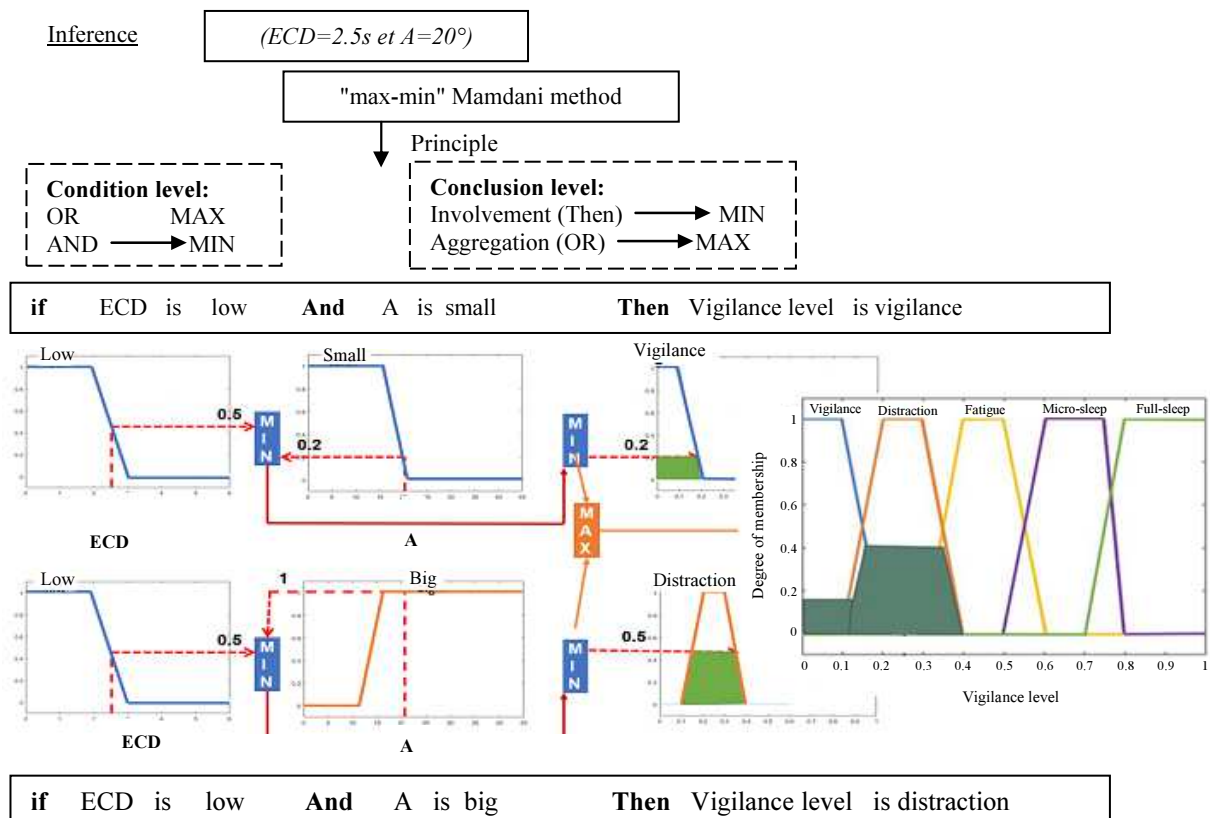 Inference
(ECD=2.5s et A=20°)
"max-min" Mamdani method
Principle
Condition level:
OR MAX
AND MIN
Conclusion level:
Involvement (Then) MIN
Aggregation (OR) MAX
if ECD is low And A is small Then Vigilance level is vigilance
Low
Small
Vigilance
0.5
MIN
0.2
MIN
0.2
ECD
A
MAX
Low
Big
Distraction
0.5
MIN
1
MIN
0.5
ECD
A
Vigilance Distraction Fatigue Micro-sleep Full-sleep
Degree of membership
1
0.8
0.6
0.4
0.2
0
0 0.1 0.2 0.3 0.4 0.5 0.6 0.7 0.8 0.9 1
Vigilance level
if ECD is low And A is big Then Vigilance level is distraction